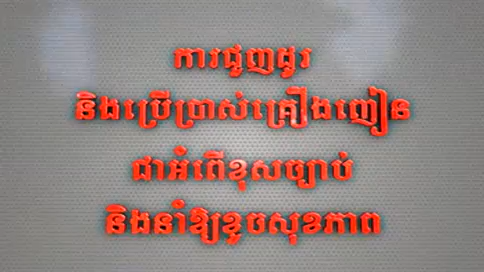 ការជួញដូរ
និងប្រើប្រាស់គ្រឿងញៀន
ជាអំពើខុសច្បាប់
និងនាំឱ្យខូចសុខភាព